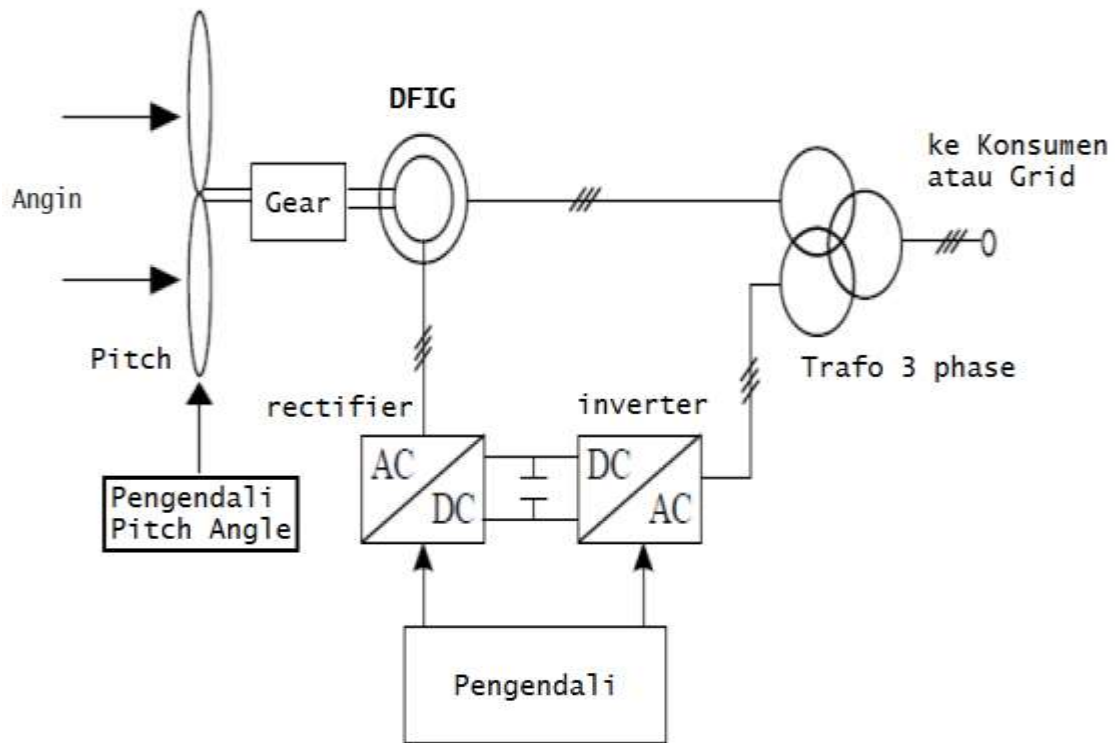 DFIG
ke Konsumen
atau Grid
Angin
Gear
Pitch
Trafo 3 phase
rectifier
inverter
AC
DC
DC
AC
Pengendali
Pitch Angle
Pengendali